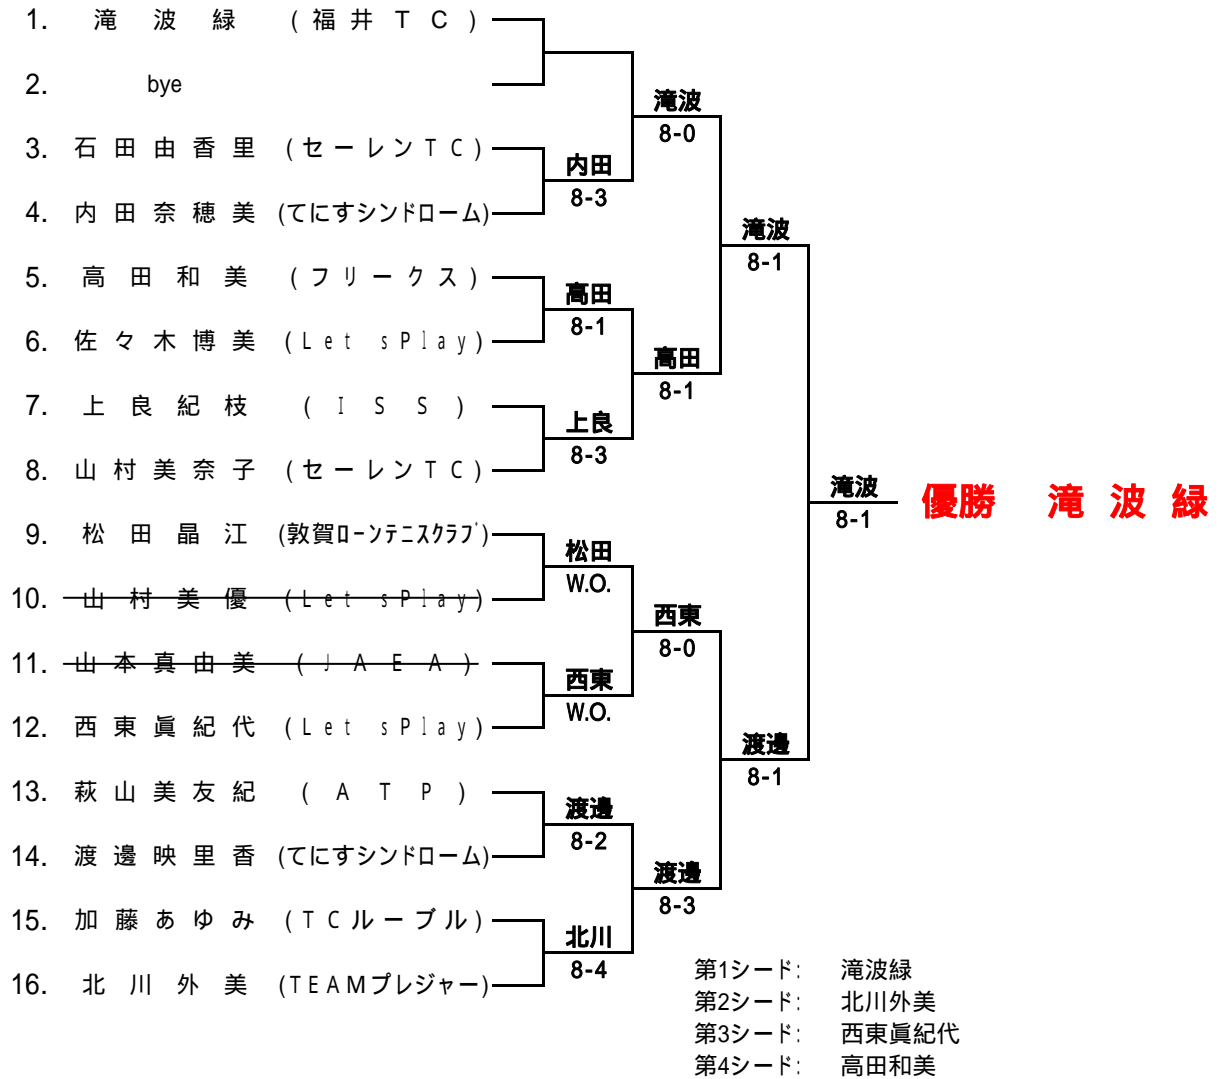 1. 滝波緑 (福井TC)
2. bye
滝波
8-0
3. 石田由香里 (セーレンTC)
内田
8-3
4. 内田奈穂美 (てにすシンドローム)
滝波
8-1
5. 高田和美 (フリークス)
高田
8-1
6. 佐々木博美 (Let sPlay)
高田
8-1
7. 上良紀枝 (ISS)
上良
8-3
8. 山村美奈子 (セーレンTC)
滝波
8-1
優勝 滝波緑
9. 松田晶江 (敦賀ローンテニスクラブ)
松田
W.O.
10. 山村美優 (Let sPlay)
西東
8-0
11. 山本真由美 (JAEA)
西東
W.O.
12. 西東眞紀代 (Let sPlay)
渡邊
8-1
13. 萩山美友紀 (ATP)
渡邊
8-2
14. 渡邊映里香 (てにすシンドローム)
渡邊
8-3
15. 加藤あゆみ (TCルーブル)
北川
8-4
16. 北川外美 (TEAMプレジャー)
第1シード: 滝波緑
第2シード: 北川外美
第3シード: 西東眞紀代
第4シード: 高田和美